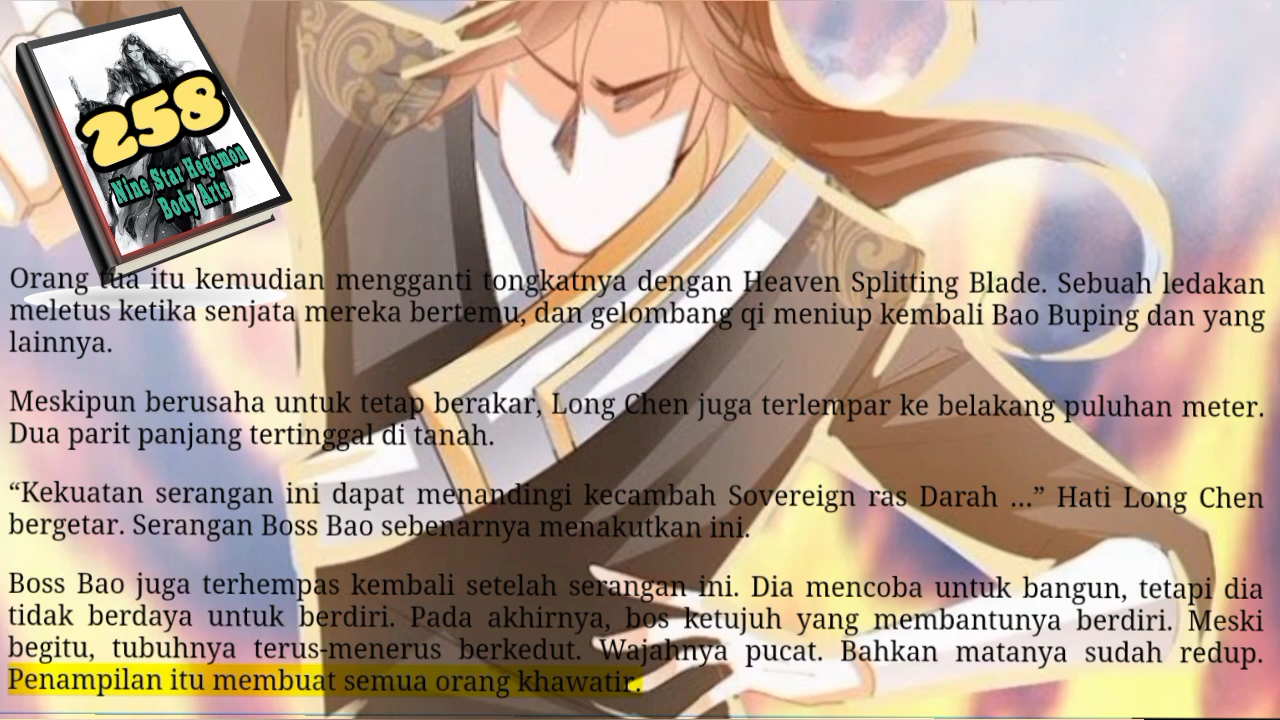 258
Nine Star Hegemon
Body Arts
Orang tua itu kemudian mengganti tongkatnya dengan Heaven Splitting Blade. Sebuah ledakan
meletus ketika senjata mereka bertemu, dan gelombang qi meniup kembali Bao Buping dan yang
lainnya.
Meskipun berusaha untuk tetap berakar, Long Chen juga terlempar ke belakang puluhan meter.
Dua parit panjang tertinggal di tanah.
“Kekuatan serangan ini dapat menandingi kecambah Sovereign ras Darah ...” Hati Long Chen
bergetar. Serangan Boss Bao sebenarnya menakutkan ini.
Boss Bao juga terhempas kembali setelah serangan ini. Dia mencoba untuk bangun, tetapi dia
tidak berdaya untuk berdiri. Pada akhirnya, bos ketujuh yang membantunya berdiri. Meski
begitu, tubuhnya terus-menerus berkedut. Wajahnya pucat. Bahkan matanya sudah redup.
Penampilan itu membuat semua orang khawatir.